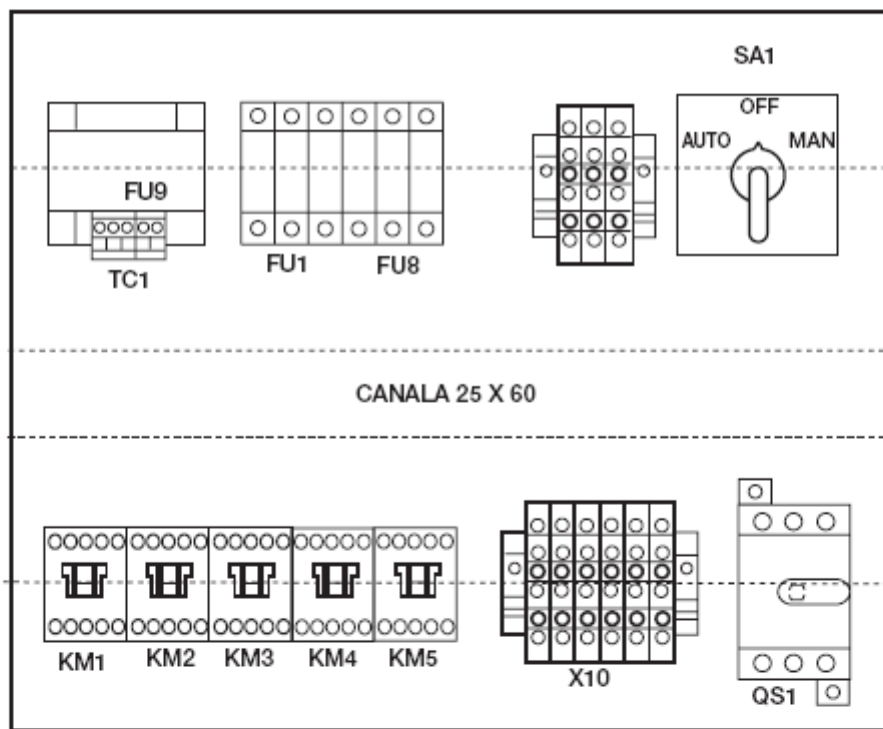 SA1
OFF
AUTO MAN
FU9
TC1
FU1 FU8
CANALA 25 X 60
KM1 KM2 KM3 KM4 KM5
X10
QS1